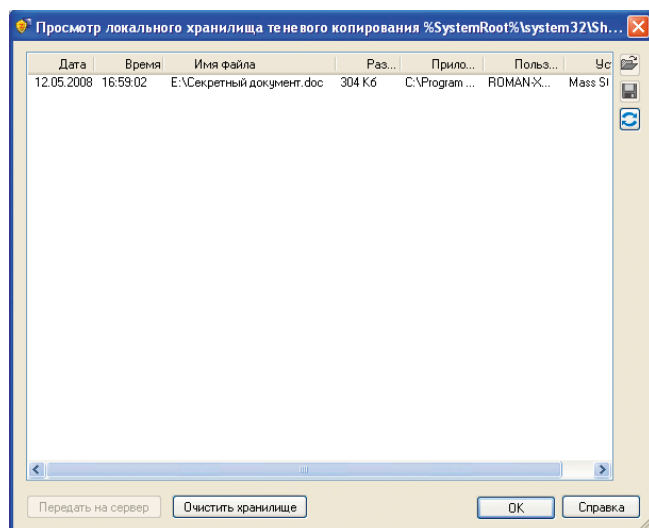 Просмотр локального хранилища теневого копирования %SystemRoot%\system32\Sh...
Дата Время Имя файла Раз... Прило... Польз... Ус
12.05.2008 16:59:02 E:\Секретный документ.doc 304 Кб C:\Program ... ROMAN-X... Mass St
Передать на сервер Очистить хранилище OK Справка